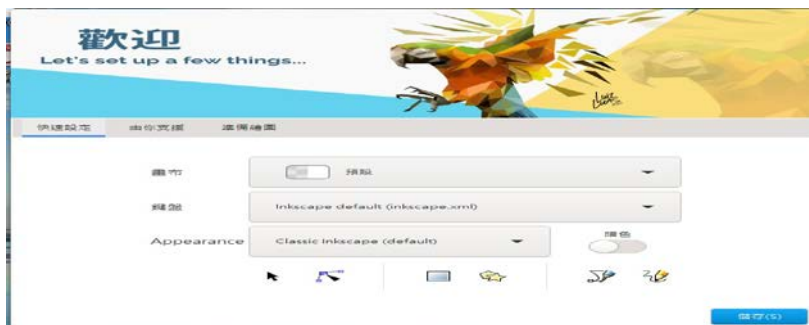 歡迎
Let's set up a few things...
快速設定 由你支援 準備繪圖
畫布 預設
鍵盤 Inkscape default (inkscape.xml)
Appearance Classic Inkscape (default) 暗色
儲存(S)